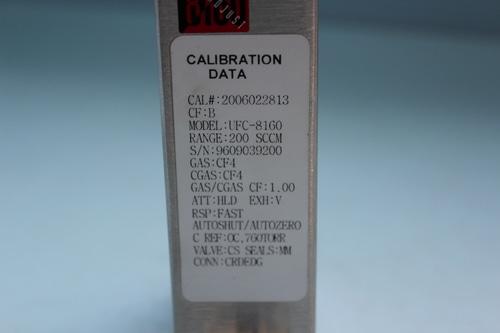 ADJUST
CALIBRATION
DATA
CAL#:2006022813
CF:B
MODEL:UFC-8160
RANGE:200 SCCM
S/N:9609039200
GAS:CF4
CGAS:CF4
GAS/CGAS CF:1.00
ATT:HLD EXH:V
RSP:FAST
AUTOSHUT/AUTOZERO
C REF:0C,760TORR
VALVE:CS SEALS:MM
CONN:CRDEDG